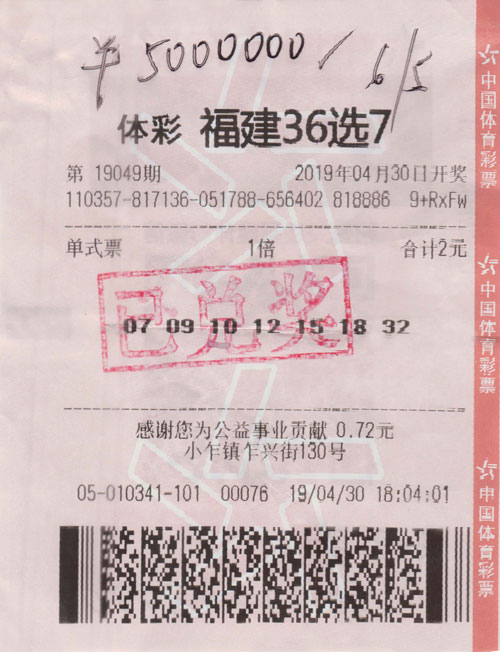 ¥5000000/ 6/5
体彩 福建36选7
第 19049期 2019年04月30日开奖
110357-817136-051788-656402 818886 9+RxFw
单式票 1倍 合计2元
已兑奖
07 09 10 12 15 18 32
感谢您为公益事业贡献 0.72元
小乍镇乍兴街130号
05-010341-101 00076 19/04/30 18:04:01
中国体育彩票
中国体育彩票
中国体育彩票